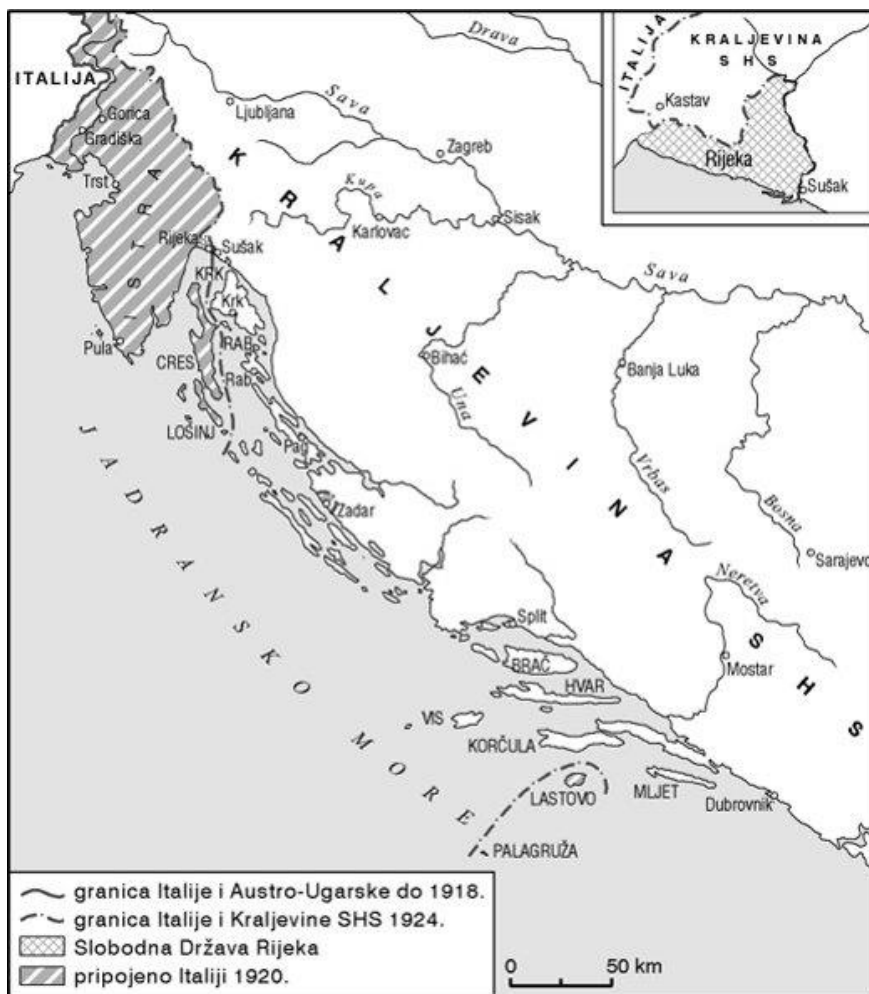 Drava
ITALIJA
KRALJEVINA
S H S
Kastav
Rijeka
Sušak
ITALIJA
Gorica
Gradiška
Trst
ISTRA
Ljubljana
Sava
Zagreb
Kupa
Karlovac
Sisak
Sava
Rijeka
Sušak
KRK
Krk
Pula
CRES
RAB
Rab
LOŠINJ
Pag
Zadar
Bihać
Una
Banja Luka
Vrbas
Bosna
Sarajevo
Neretva
Mostar
KRALJEVINA SHS
Split
BRAČ
HVAR
VIS
KORČULA
LASTOVO
MLJET
Dubrovnik
PALAGRUŽA
JADRANSKO MORE
granica Italije i Austro-Ugarske do 1918.
granica Italije i Kraljevine SHS 1924.
Slobodna Država Rijeka
pripojeno Italiji 1920.
0 50 km